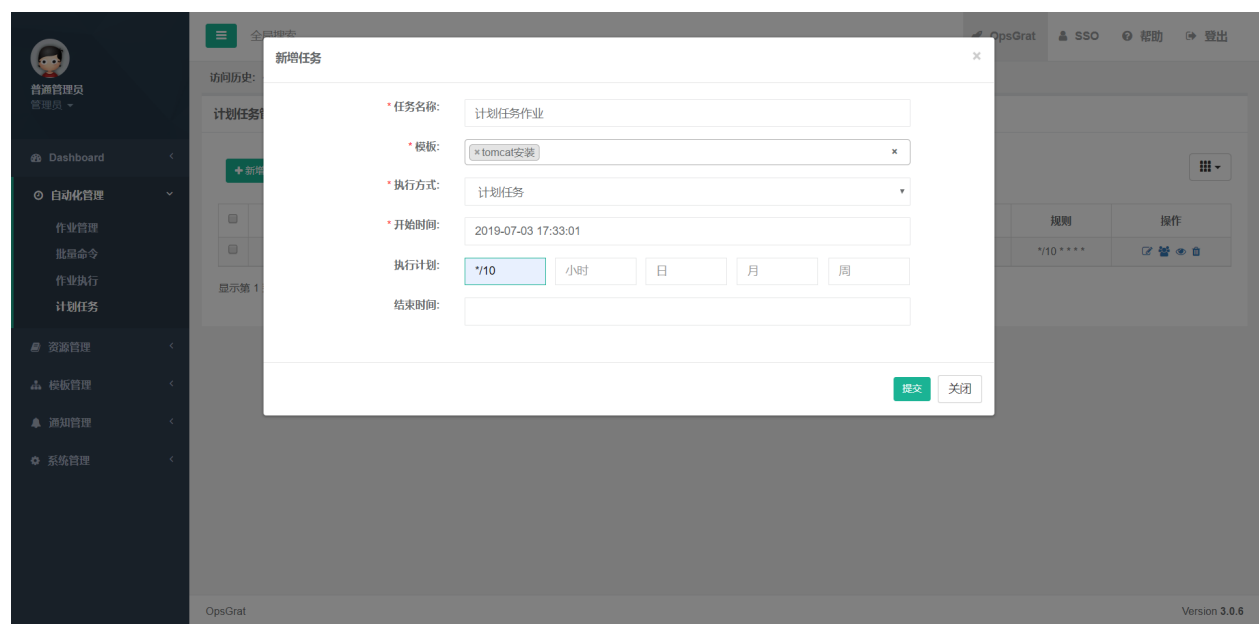 普通管理员
管理员
Dashboard
自动化管理
作业管理
批量命令
作业执行
计划任务
资源管理
模板管理
通知管理
系统管理
全局搜索
OpsGrat
SSO
帮助
登出
访问历史:
计划任务
新增任务
×
* 任务名称:
计划任务作业
* 模板:
×tomcat安装
×
* 执行方式:
计划任务
* 开始时间:
2019-07-03 17:33:01
执行计划:
*/10 小时 日 月 周
结束时间:
提交 关闭
+新增
规则 操作
*/10 * * * *
显示第 1
OpsGrat
Version 3.0.6